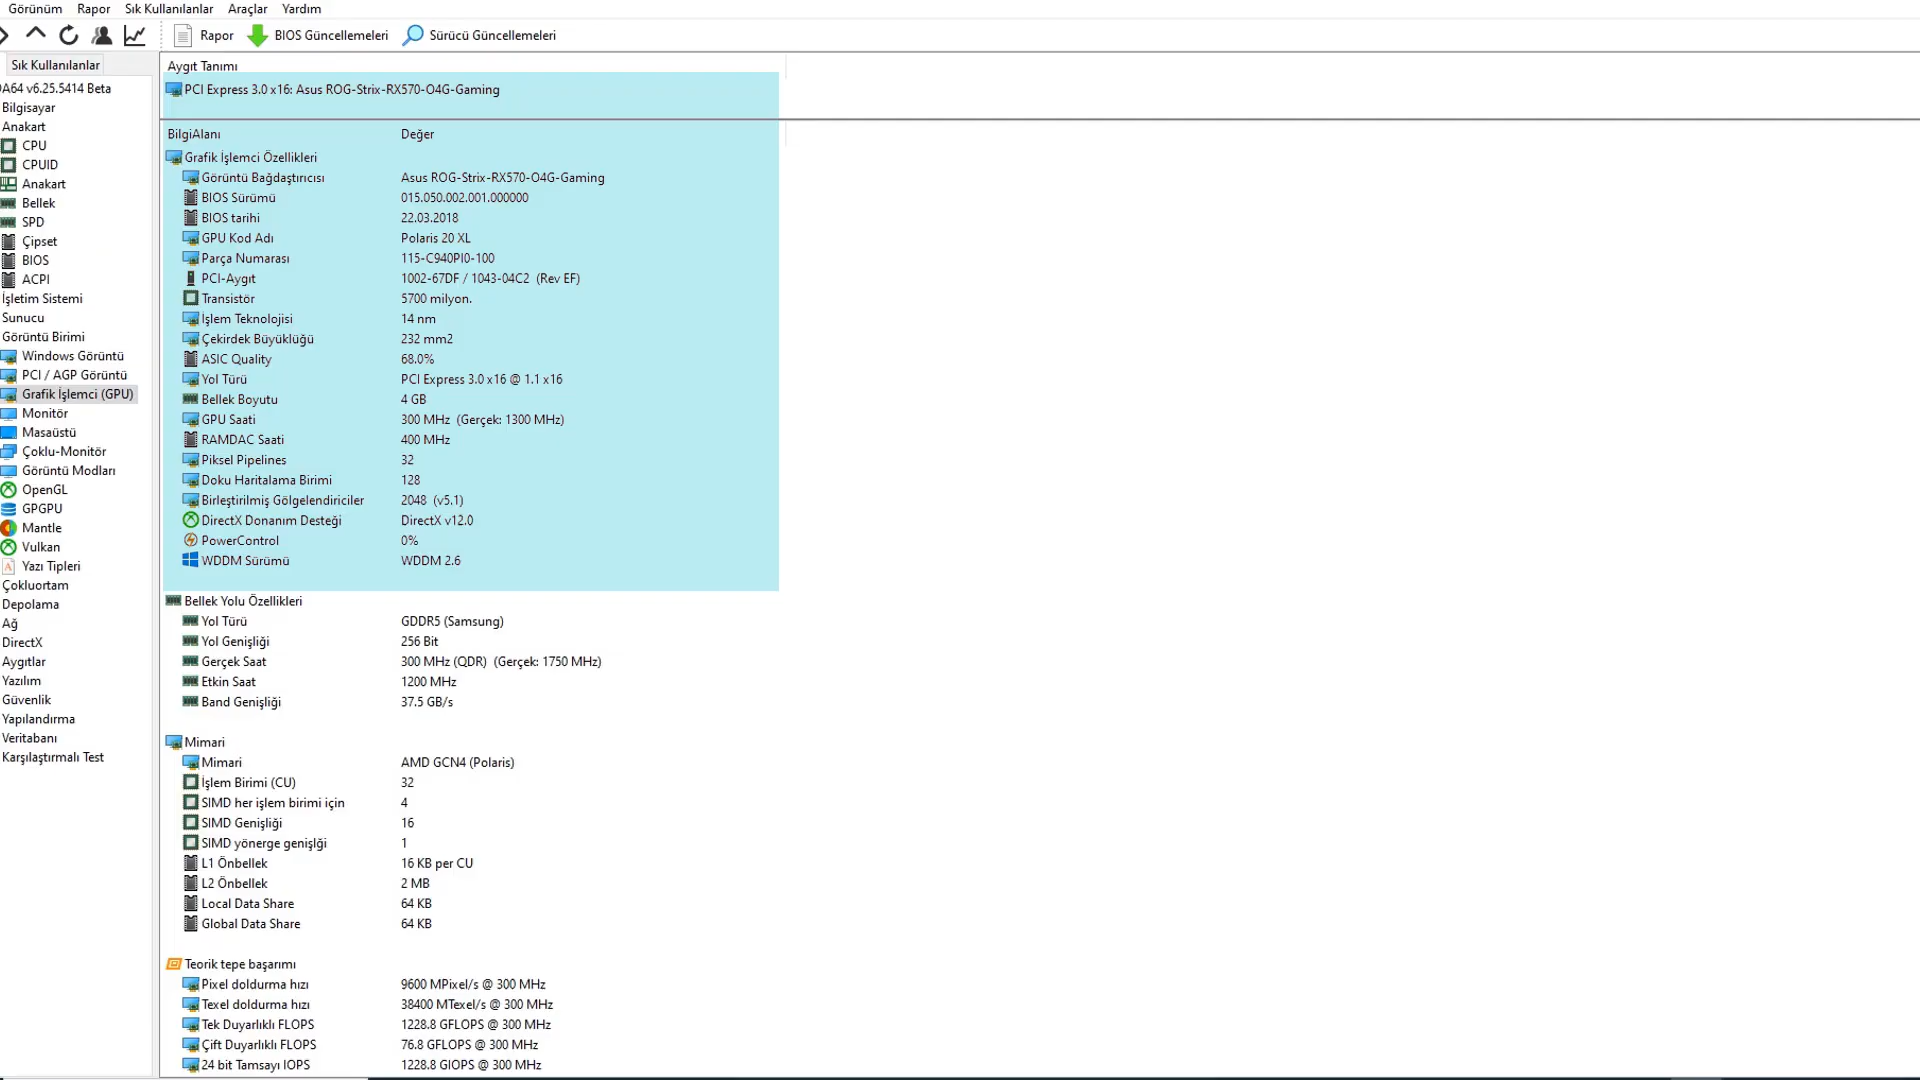 Görünüm Rapor Sık Kullanılanlar Araçlar Yardım
Rapor BIOS Güncellemeleri Sürücü Güncellemeleri
Sık Kullanılanlar
DA64 v6.25.5414 Beta
Bilgisayar
Anakart
CPU
CPUID
Anakart
Bellek
SPD
Çipset
BIOS
ACPI
İşletim Sistemi
Sunucu
Görüntü Birimi
Windows Görüntü
PCI / AGP Görüntü
Grafik İşlemci (GPU)
Monitör
Masaüstü
Çoklu-Monitör
Görüntü Modları
OpenGL
GPGPU
Mantle
Vulkan
Yazı Tipleri
Çokluortam
Depolama
Ağ
DirectX
Aygıtlar
Yazılım
Güvenlik
Yapılandırma
Veritabanı
Karşılaştırmalı Test
Aygıt Tanımı
PCI Express 3.0 x16: Asus ROG-Strix-RX570-O4G-Gaming
BilgiAlanı Değer
Grafik İşlemci Özellikleri
Görüntü Bağdaştırıcısı Asus ROG-Strix-RX570-O4G-Gaming
BIOS Sürümü 015.050.002.001.000000
BIOS tarihi 22.03.2018
GPU Kod Adı Polaris 20 XL
Parça Numarası 115-C940PI0-100
PCI-Aygıt 1002-67DF / 1043-04C2 (Rev EF)
Transistör 5700 milyon.
İşlem Teknolojisi 14 nm
Çekirdek Büyüklüğü 232 mm2
ASIC Quality 68.0%
Yol Türü PCI Express 3.0 x16 @ 1.1 x16
Bellek Boyutu 4 GB
GPU Saati 300 MHz (Gerçek: 1300 MHz)
RAMDAC Saati 400 MHz
Piksel Pipelines 32
Doku Haritalama Birimi 128
Birleştirilmiş Gölgelendiriciler 2048 (v5.1)
DirectX Donanım Desteği DirectX v12.0
PowerControl 0%
WDDM Sürümü WDDM 2.6
Bellek Yolu Özellikleri
Yol Türü GDDR5 (Samsung)
Yol Genişliği 256 Bit
Gerçek Saat 300 MHz (QDR) (Gerçek: 1750 MHz)
Etkin Saat 1200 MHz
Band Genişliği 37.5 GB/s
Mimari
Mimari AMD GCN4 (Polaris)
İşlem Birimi (CU) 32
SIMD her işlem birimi için 4
SIMD Genişliği 16
SIMD yönerge genişlği 1
L1 Önbellek 16 KB per CU
L2 Önbellek 2 MB
Local Data Share 64 KB
Global Data Share 64 KB
Teorik tepe başarımı
Pixel doldurma hızı 9600 MPixel/s @ 300 MHz
Texel doldurma hızı 38400 MTexel/s @ 300 MHz
Tek Duyarlıklı FLOPS 1228.8 GFLOPS @ 300 MHz
Çift Duyarlıklı FLOPS 76.8 GFLOPS @ 300 MHz
24 bit Tamsayı IOPS 1228.8 GIOPS @ 300 MHz